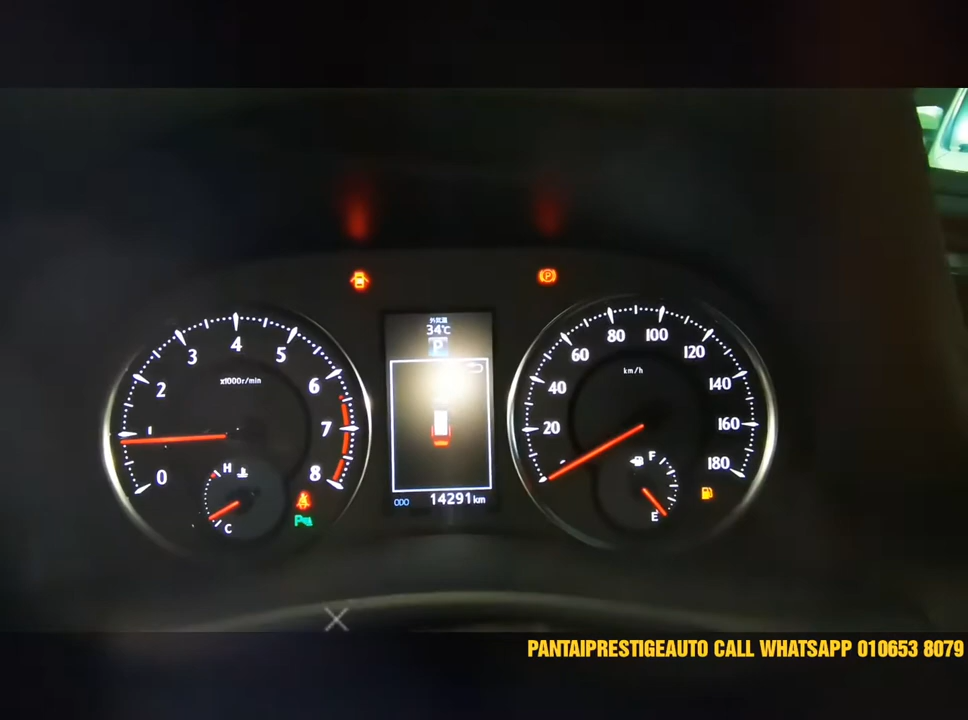 外気温
34℃
P
0
1
2
3
4
5
6
7
8
x1000r/min
H
C
P
ODO 14291km
20
40
60
80
100
120
140
160
180
km/h
F
E
P
PANTAIPRESTIGEAUTO CALL WHATSAPP 010653 8079